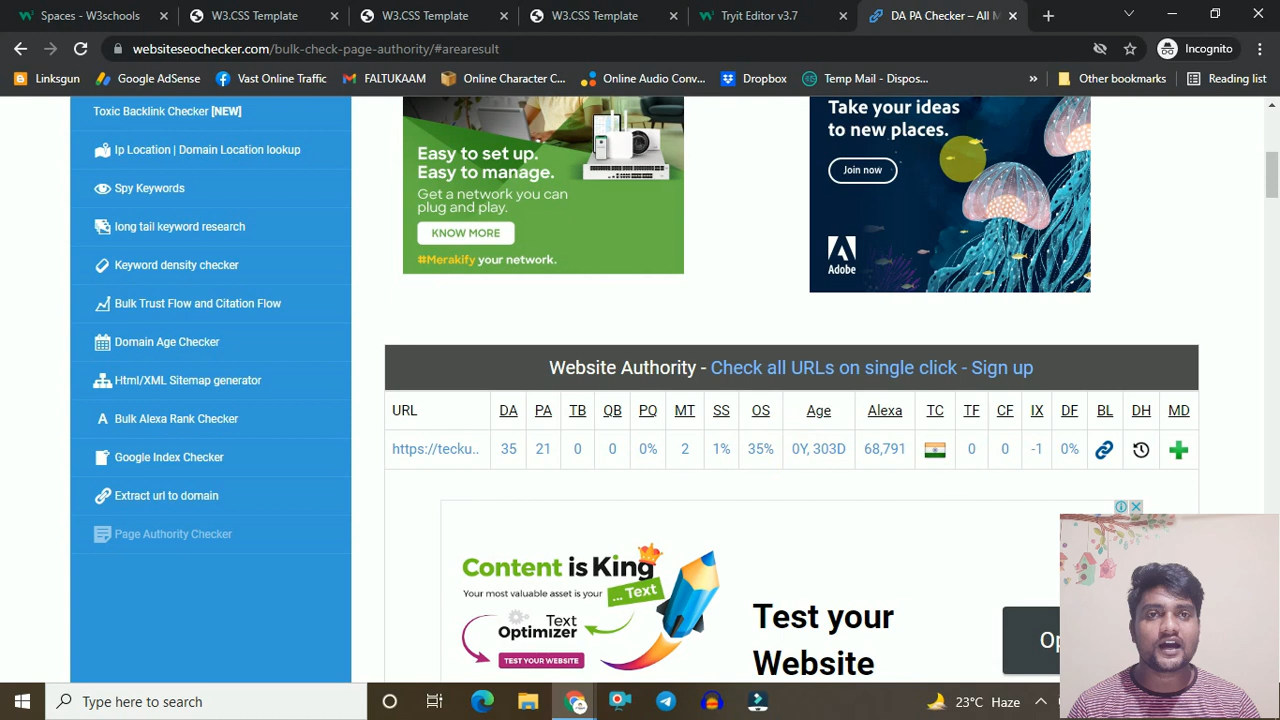 Spaces - W3schools
W3.CSS Template
W3.CSS Template
W3.CSS Template
Tryit Editor v3.7
DA PA Checker – All M
websiteseochecker.com/bulk-check-page-authority/#arearesult
Incognito
Linksgun
Google AdSense
Vast Online Traffic
FALTUKAAM
Online Character C...
Online Audio Conv...
Dropbox
Temp Mail - Dispos...
»
Other bookmarks
Reading list
Toxic Backlink Checker [NEW]
Ip Location | Domain Location lookup
Spy Keywords
long tail keyword research
Keyword density checker
Bulk Trust Flow and Citation Flow
Domain Age Checker
Html/XML Sitemap generator
Bulk Alexa Rank Checker
Google Index Checker
Extract url to domain
Page Authority Checker
Easy to set up.
Easy to manage.
Get a network you can
plug and play.
KNOW MORE
#Merakify your network.
Take your ideas
to new places.
Join now
Adobe
Website Authority - Check all URLs on single click - Sign up
URL DA PA TB QB PQ MT SS OS Age Alexa TC TF CF IX DF BL DH MD
https://tecku.. 35 21 0 0 0% 2 1% 35% 0Y, 303D 68,791 0 0 -1 0%
Content is King
... Text
Your most valuable asset is your
Text
Optimizer
TEST YOUR WEBSITE
Test your
Website
Op
Type here to search
23°C Haze